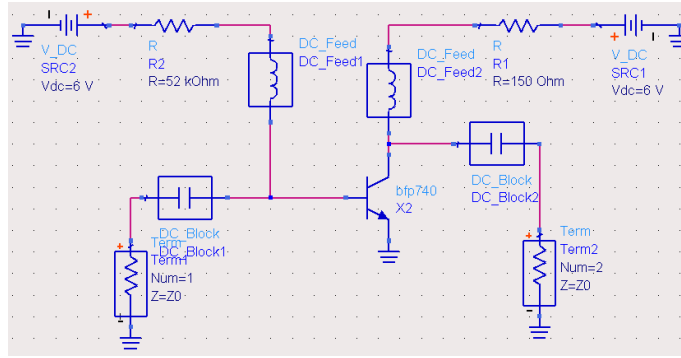 V_DC
SRC2
Vdc=6 V
R
R2
R=52 kOhm
DC_Feed
DC_Feed1
DC_Feed
DC_Feed2
R
R1
R=150 Ohm
V_DC
SRC1
Vdc=6 V
bfp740
X2
DC_Block
DC_Block2
DC_Block
DC_Block1
Term
Term1
Num=1
Z=Z0
Term
Term2
Num=2
Z=Z0